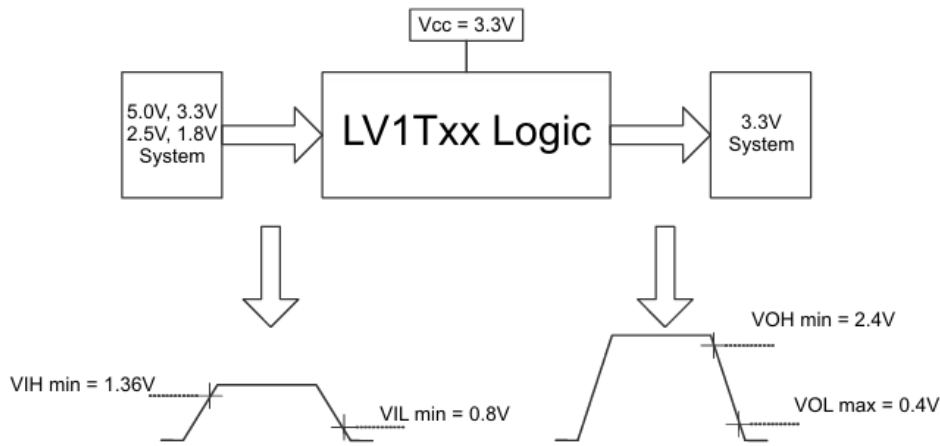 Vcc = 3.3V
5.0V, 3.3V
2.5V, 1.8V
System
LV1Txx Logic
3.3V
System
VIH min = 1.36V
VIL min = 0.8V
VOH min = 2.4V
VOL max = 0.4V